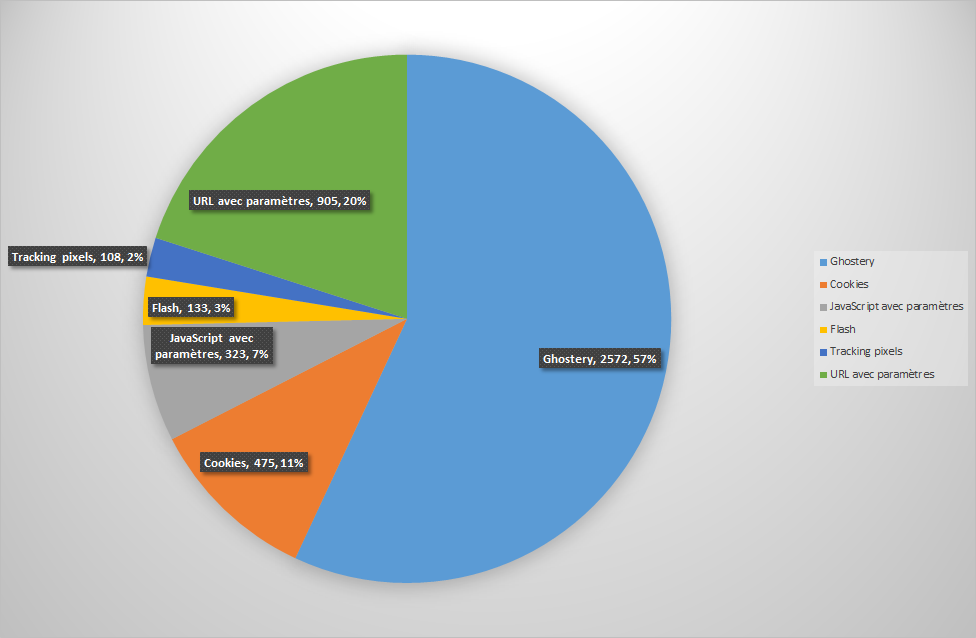 URL avec paramètres, 905, 20%
Tracking pixels, 108, 2%
Flash, 133, 3%
JavaScript avec
paramètres, 323, 7%
Ghostery, 2572, 57%
Cookies, 475, 11%
Ghostery
Cookies
JavaScript avec paramètres
Flash
Tracking pixels
URL avec paramètres